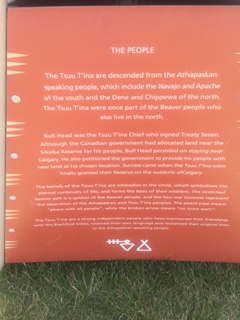 THE PEOPLE
The Tsuu T'ina are descended from the Athapaskan-
speaking people, which include the Navajo and Apache
of the south and the Dene and Chippewa of the north.
The Tsuu T'ina were once part of the Beaver people who
also live in the north.
Bull Head was the Tsuu T'ina Chief who signed Treaty Seven.
Although the Canadian government had allocated land near the
Siksika Reserve for his people, Bull Head persisted on staying near
Calgary. He also petitioned the government to provide his people with
new land at his chosen location. Success came when the Tsuu T'ina were
finally granted their Reserve on the outskirts of Calgary.
The beliefs of the Tsuu T'ina are embodied in the circle, which symbolizes the
eternal continuity of life, and forms the basis of their emblem. The stretched
beaver pelt is a symbol of the Beaver people, and the two war bonnets represent
the separation of the Athapaskan and Tsuu T'ina peoples. The peace pipe means
"peace with all people", while the broken arrow means "no more wars".
The Tsuu T'ina are a strong independent people who have maintained their friendship
with the Blackfoot tribes, retained their own language and reclaimed their original ties
to the Athapaskan-speaking people.